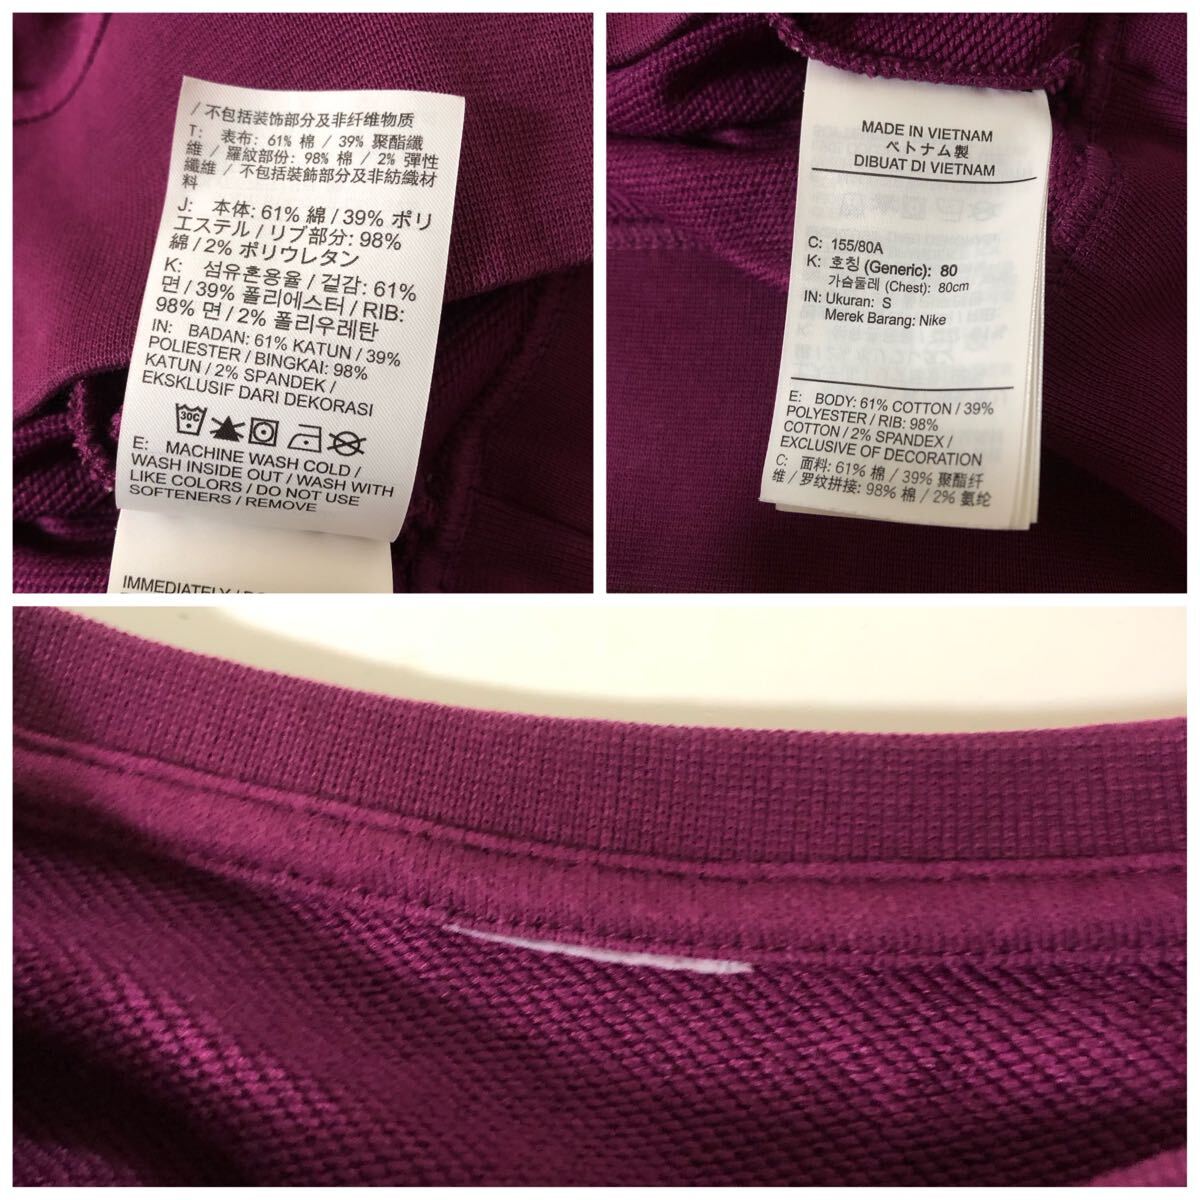 / 不包括装饰部分及非纤维物质
T: 表布: 61% 棉 / 39% 聚酯纖
維 / 羅紋部份: 98% 棉 / 2% 彈性
纖維 / 不包括裝飾部分及非紡織材
料
J: 本体: 61% 綿 / 39% ポリ
エステル / リブ部分: 98%
綿 / 2% ポリウレタン
K: 섬유혼용율 / 겉감: 61%
면 / 39% 폴리에스터 / RIB:
98% 면 / 2% 폴리우레탄
IN: BADAN: 61% KATUN / 39%
POLIESTER / BINGKAI: 98%
KATUN / 2% SPANDEK /
EKSKLUSIF DARI DEKORASI
30C
E: MACHINE WASH COLD /
WASH INSIDE OUT / WASH WITH
LIKE COLORS / DO NOT USE
SOFTENERS / REMOVE
IMMEDIATELY /
MADE IN VIETNAM
ベトナム製
DIBUAT DI VIETNAM
C: 155/80A
K: 호칭 (Generic): 80
가슴둘레 (Chest): 80cm
IN: Ukuran: S
Merek Barang: Nike
E: BODY: 61% COTTON / 39%
POLYESTER / RIB: 98%
COTTON / 2% SPANDEX /
EXCLUSIVE OF DECORATION
C: 面料: 61% 棉 / 39% 聚酯纤
维 / 罗纹拼接: 98% 棉 / 2% 氨纶